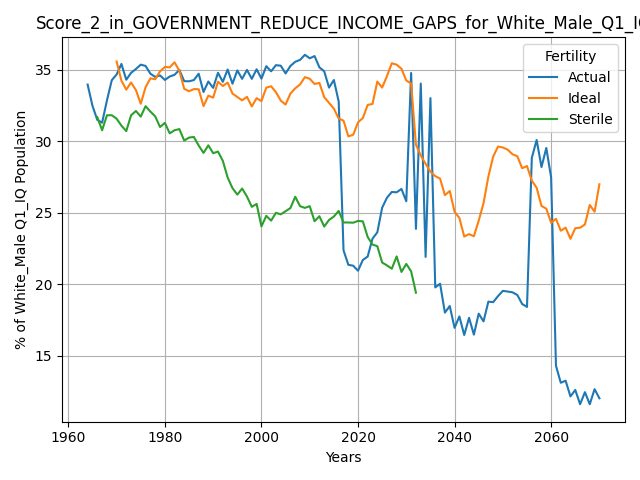 Score_2_in_GOVERNMENT_REDUCE_INCOME_GAPS_for_White_Male_Q1_IQ
Fertility
Actual
Ideal
Sterile
% of White_Male Q1_IQ Population
35
30
25
20
15
1960
1980
2000
2020
2040
2060
Years